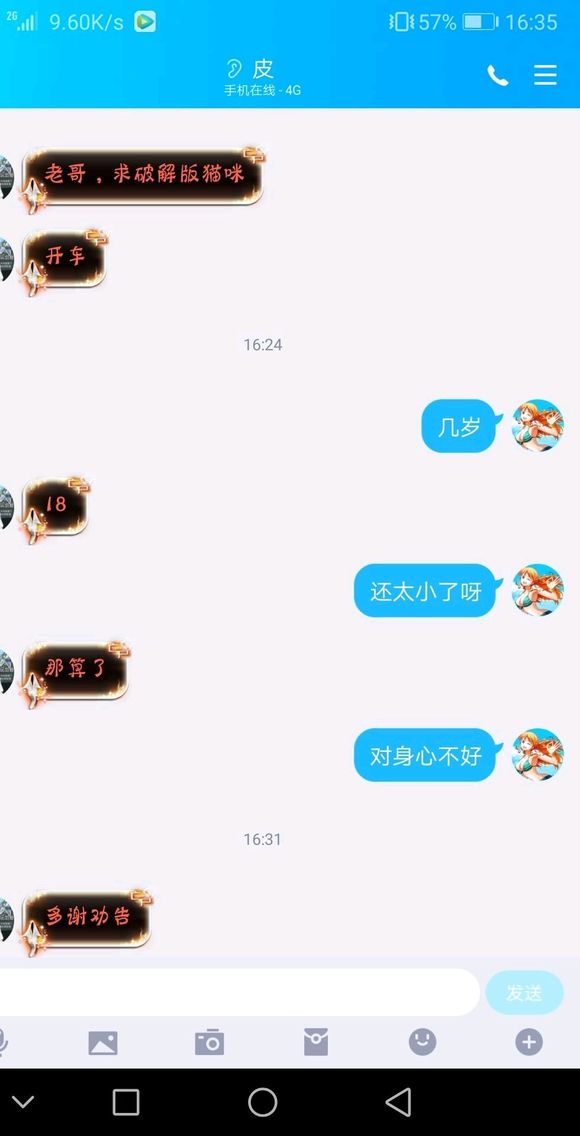 2G 9.60K/s 57% 16:35
皮
手机在线 - 4G
老哥，求破解版猫咪
开车
16:24
几岁
18
还太小了呀
那算了
对身心不好
16:31
多谢劝告
发送